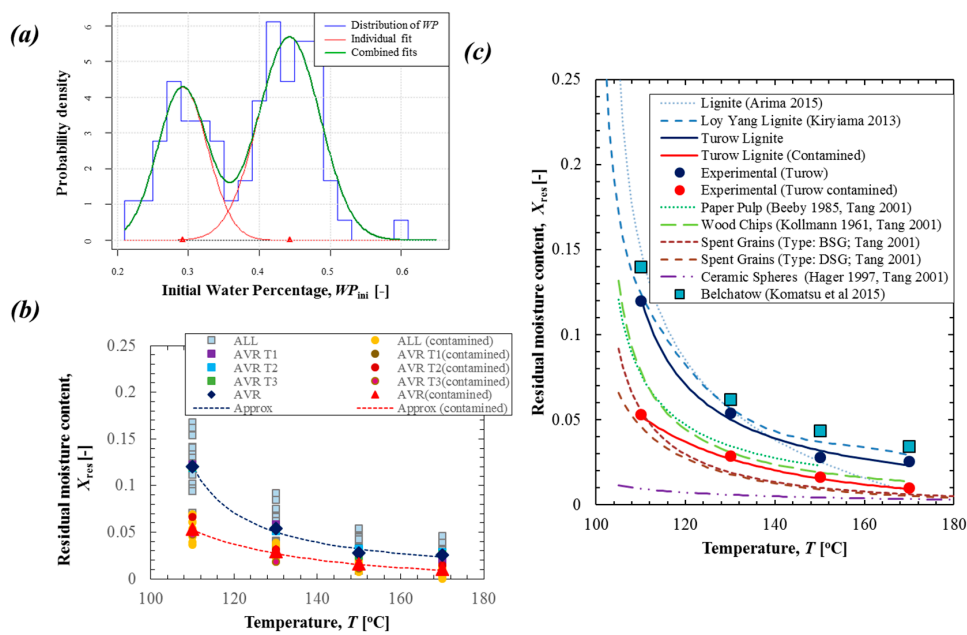 (a)
Distribution of WP
Individual fit
Combined fits
Probability density
6
5
4
3
2
1
0
0.2
0.3
0.4
0.5
0.6
Initial Water Percentage, WPini [-]
(b)
ALL
ALL (contamined)
AVR T1
AVR T1(contamined)
AVR T2
AVR T2(contamined)
AVR T3
AVR T3(contamined)
AVR
AVR(contamined)
Approx
Approx (contamined)
Residual moisture content,
Xres [-]
0.25
0.2
0.15
0.1
0.05
0
100
120
140
160
180
Temperature, T [oC]
(c)
Lignite (Arima 2015)
Loy Yang Lignite (Kiryiama 2013)
Turow Lignite
Turow Lignite (Contamined)
Experimental (Turow)
Experimental (Turow contamined)
Paper Pulp (Beeby 1985, Tang 2001)
Wood Chips (Kollmann 1961, Tang 2001)
Spent Grains (Type: BSG; Tang 2001)
Spent Grains (Type: DSG; Tang 2001)
Ceramic Spheres (Hager 1997, Tang 2001)
Belchatow (Komatsu et al 2015)
Residual moisture content, Xres [-]
0.25
0.2
0.15
0.1
0.05
0
100
120
140
160
180
Temperature, T [oC]